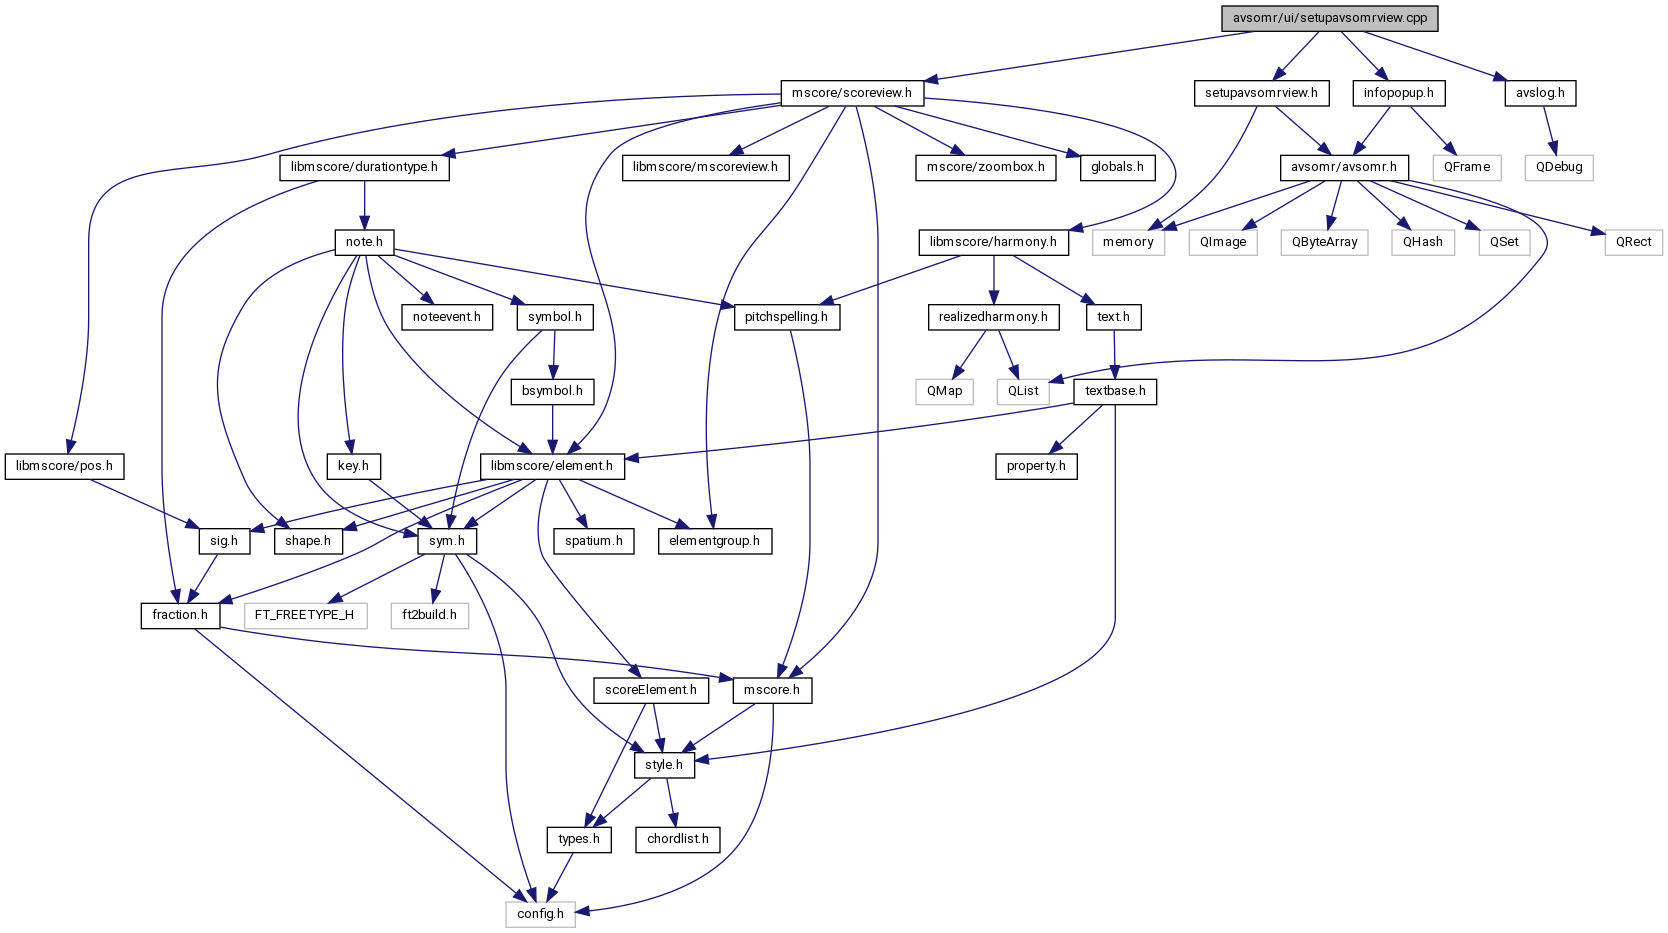 avsomr/ui/setupavsomrview.cpp
mscore/scoreview.h
setupavsomrview.h
infopopup.h
avslog.h
libmscore/durationtype.h
libmscore/mscoreview.h
mscore/zoombox.h
globals.h
avsomr/avsomr.h
QFrame
QDebug
note.h
libmscore/harmony.h
memory
QImage
QByteArray
QHash
QSet
QRect
noteevent.h
symbol.h
pitchspelling.h
realizedharmony.h
text.h
bsymbol.h
QMap
QList
textbase.h
libmscore/pos.h
key.h
libmscore/element.h
property.h
sig.h
shape.h
sym.h
spatium.h
elementgroup.h
fraction.h
FT_FREETYPE_H
ft2build.h
scoreElement.h
mscore.h
style.h
types.h
chordlist.h
config.h